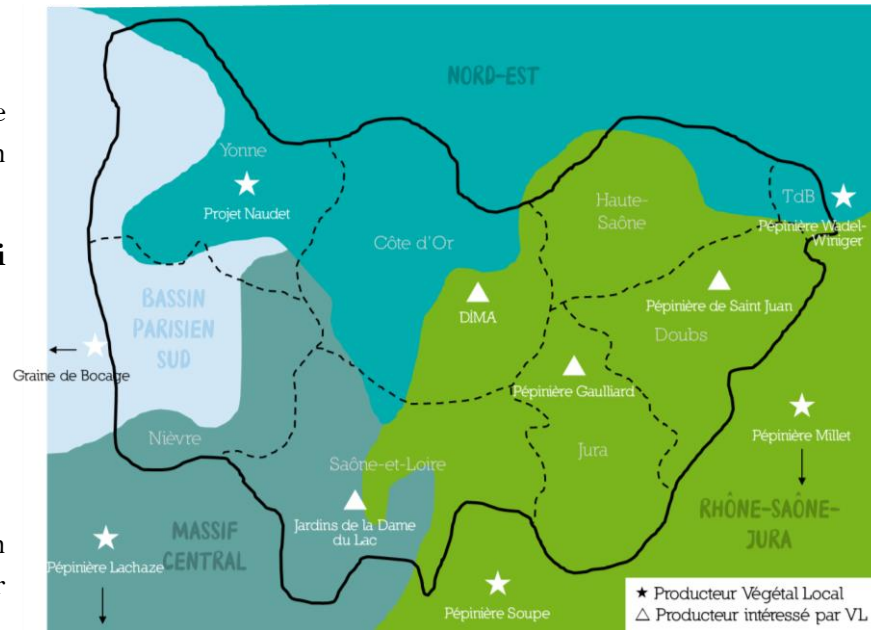 e
n
i
n
r
NORD-EST
Yonne
Projet Naudet
Côte d'Or
Haute-
Saône
TdB
Pépinière Wadel-
Wininger
BASSIN
PARISIEN
SUD
DIMA
Pépinière de Saint Juan
Doubs
Graine de Bocage
Pépinière Gaulliard
Nièvre
Saône-et-Loire
Jura
Pépinière Millet
Jardins de la Dame
du Lac
MASSIF
CENTRAL
RHÔNE-SAÔNE-
JURA
Pépinière Lachaze
Pépinière Soupe
★ Producteur Végétal Local
△ Producteur intéressé par VL